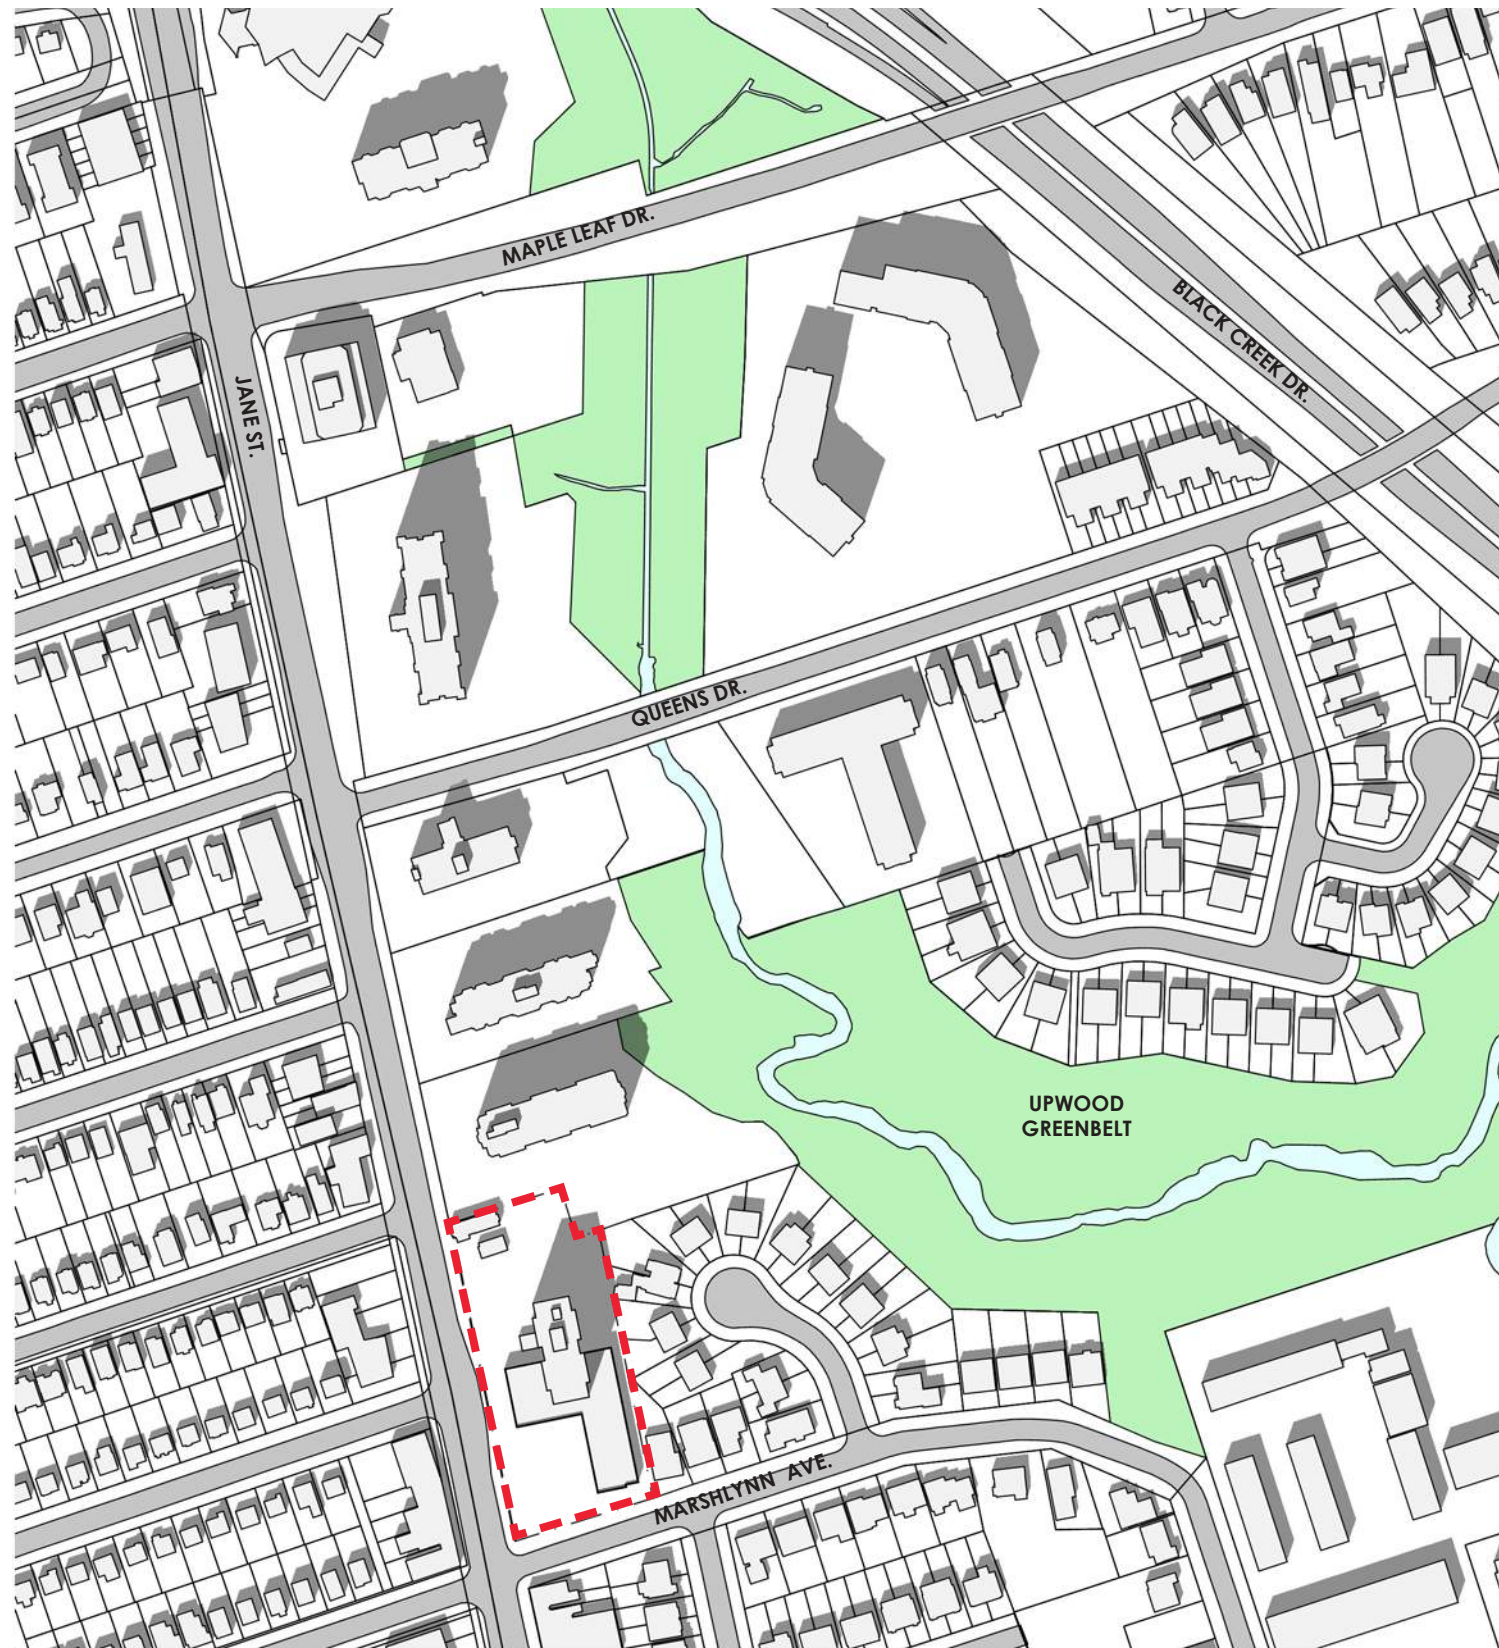 MAPLE LEAF DR.
BLACK CREEK DR.
JANE ST.
QUEENS DR.
UPWOOD
GREENBELT
MARSHLYNN AVE.